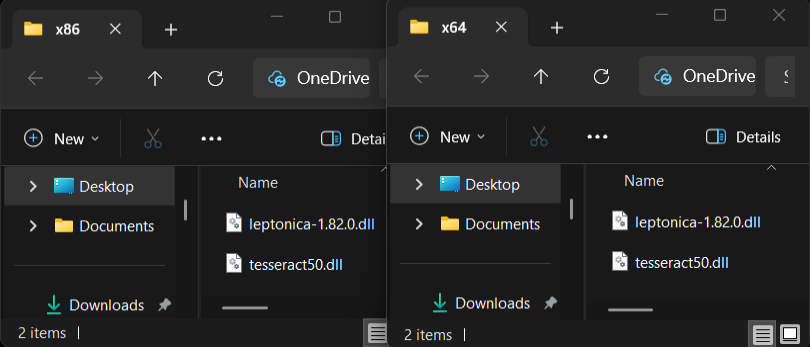 x86
OneDrive
New
Detai
Desktop
Documents
Downloads
Name
leptonica-1.82.0.dll
tesseract50.dll
2 items
x64
OneDrive
New
Details
Desktop
Documents
Downloads
Name
leptonica-1.82.0.dll
tesseract50.dll
2 items